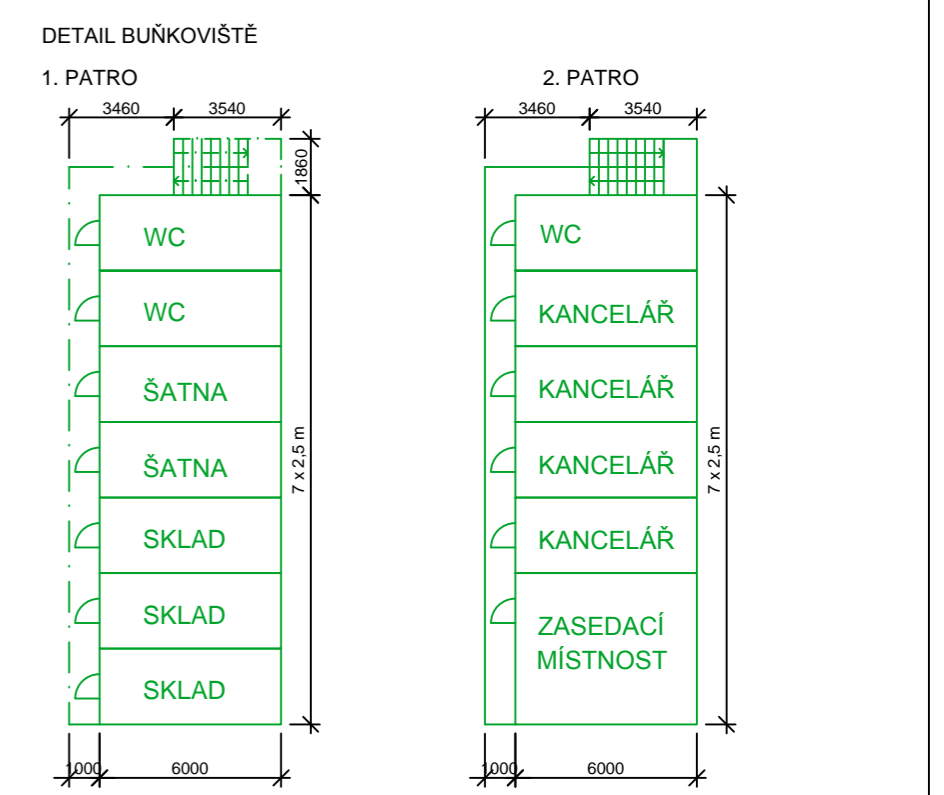 DETAIL BUŇKOVIŠTĚ
1. PATRO
2. PATRO
3460
3540
3460
3540
1860
WC
WC
ŠATNA
ŠATNA
SKLAD
SKLAD
SKLAD
7 x 2,5 m
WC
KANCELÁŘ
KANCELÁŘ
KANCELÁŘ
KANCELÁŘ
ZASEDACÍ
MÍSTNOST
7 x 2,5 m
1000
6000
1000
6000